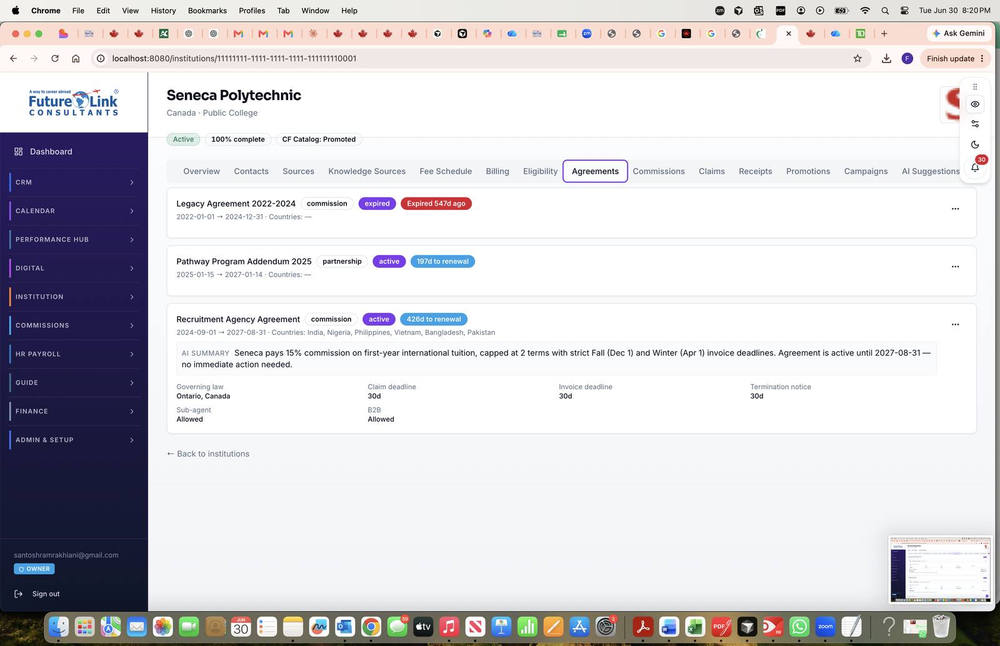 Chrome File Edit View History Bookmarks Profiles Tab Window Help
zm PDF Tue Jun 30 8:20 PM
Ask Gemini
localhost:8080/institutions/11111111-1111-1111-1111-111111110001
F Finish update
A way to career abroad
Future Link ®
CONSULTANTS
Dashboard
CRM
CALENDAR
PERFORMANCE HUB
DIGITAL
INSTITUTION
COMMISSIONS
HR PAYROLL
GUIDE
FINANCE
ADMIN & SETUP
santoshramrakhiani@gmail.com
OWNER
Sign out
Seneca Polytechnic
Canada · Public College
Active 100% complete CF Catalog: Promoted
30
Overview Contacts Sources Knowledge Sources Fee Schedule Billing Eligibility Agreements Commissions Claims Receipts Promotions Campaigns AI Suggestions
Legacy Agreement 2022-2024 commission expired Expired 547d ago
2022-01-01 → 2024-12-31 · Countries: —
Pathway Program Addendum 2025 partnership active 197d to renewal
2025-01-15 → 2027-01-14 · Countries: —
Recruitment Agency Agreement commission active 426d to renewal
2024-09-01 → 2027-08-31 · Countries: India, Nigeria, Philippines, Vietnam, Bangladesh, Pakistan
AI SUMMARY Seneca pays 15% commission on first-year international tuition, capped at 2 terms with strict Fall (Dec 1) and Winter (Apr 1) invoice deadlines. Agreement is active until 2027-08-31 —
no immediate action needed.
Governing law Claim deadline Invoice deadline Termination notice
Ontario, Canada 30d 30d 30d
Sub-agent B2B
Allowed Allowed
← Back to institutions
JUN
30
59
tv
2
zoom